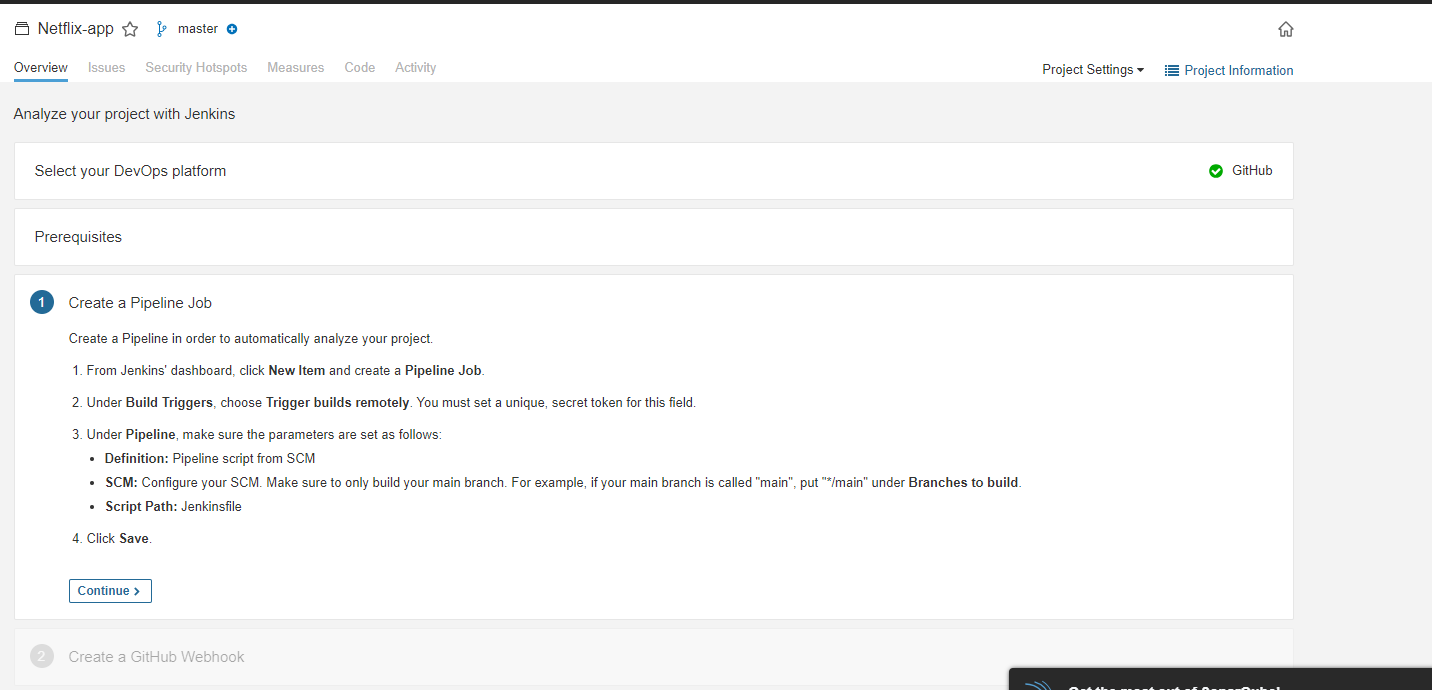 Netflix-app master
Overview Issues Security Hotspots Measures Code Activity Project Settings Project Information
Analyze your project with Jenkins
Select your DevOps platform GitHub
Prerequisites
1 Create a Pipeline Job
Create a Pipeline in order to automatically analyze your project.
1. From Jenkins' dashboard, click New Item and create a Pipeline Job.
2. Under Build Triggers, choose Trigger builds remotely. You must set a unique, secret token for this field.
3. Under Pipeline, make sure the parameters are set as follows:
• Definition: Pipeline script from SCM
• SCM: Configure your SCM. Make sure to only build your main branch. For example, if your main branch is called "main", put "*/main" under Branches to build.
• Script Path: Jenkinsfile
4. Click Save.
Continue
2 Create a GitHub Webhook
Get the most out of SonarQube!